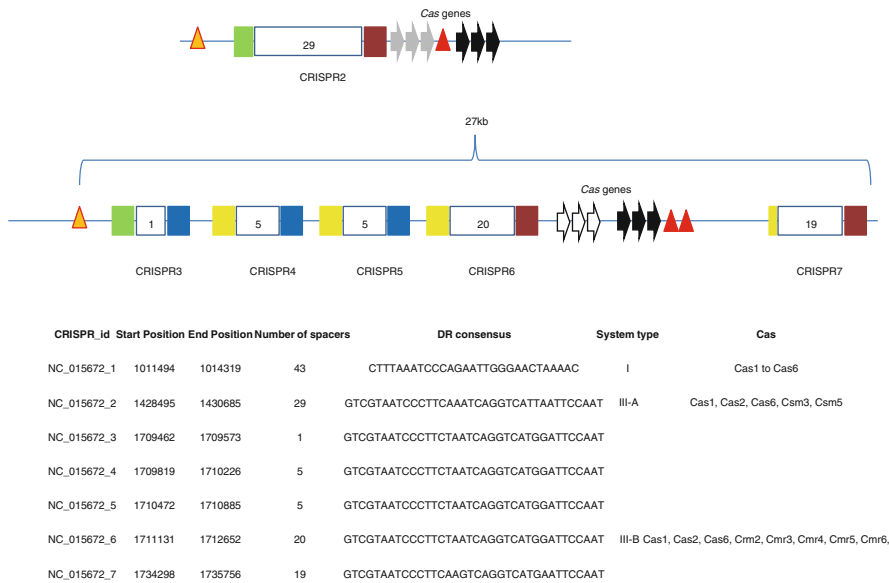 Cas genes
29
CRISPR2
27kb
Cas genes
1
5
5
20
19
CRISPR3
CRISPR4
CRISPR5
CRISPR6
CRISPR7
CRISPR_id Start Position End Position Number of spacers DR consensus System type Cas
NC_015672_1 1011494 1014319 43 CTTTAAATCCCAGAATTGGGAACTAAAAC I Cas1 to Cas6
NC_015672_2 1428495 1430685 29 GTCGTAATCCCTTCAAATCAGGTCATTAATTCCAAT III-A Cas1, Cas2, Cas6, Csm3, Csm5
NC_015672_3 1709462 1709573 1 GTCGTAATCCCTTCTAATCAGGTCATGGATTCCAAT
NC_015672_4 1709819 1710226 5 GTCGTAATCCCTTCTAATCAGGTCATGGATTCCAAT
NC_015672_5 1710472 1710885 5 GTCGTAATCCCTTCTAATCAGGTCATGGATTCCAAT
NC_015672_6 1711131 1712652 20 GTCGTAATCCCTTCTAATCAGGTCATGGATTCCAAT III-B Cas1, Cas2, Cas6, Crm2, Cmr3, Cmr4, Cmr5, Cmr6,
NC_015672_7 1734298 1735756 19 GTCGTAATCCCTTCAAGTCAGGTCATGAATTCCAAT